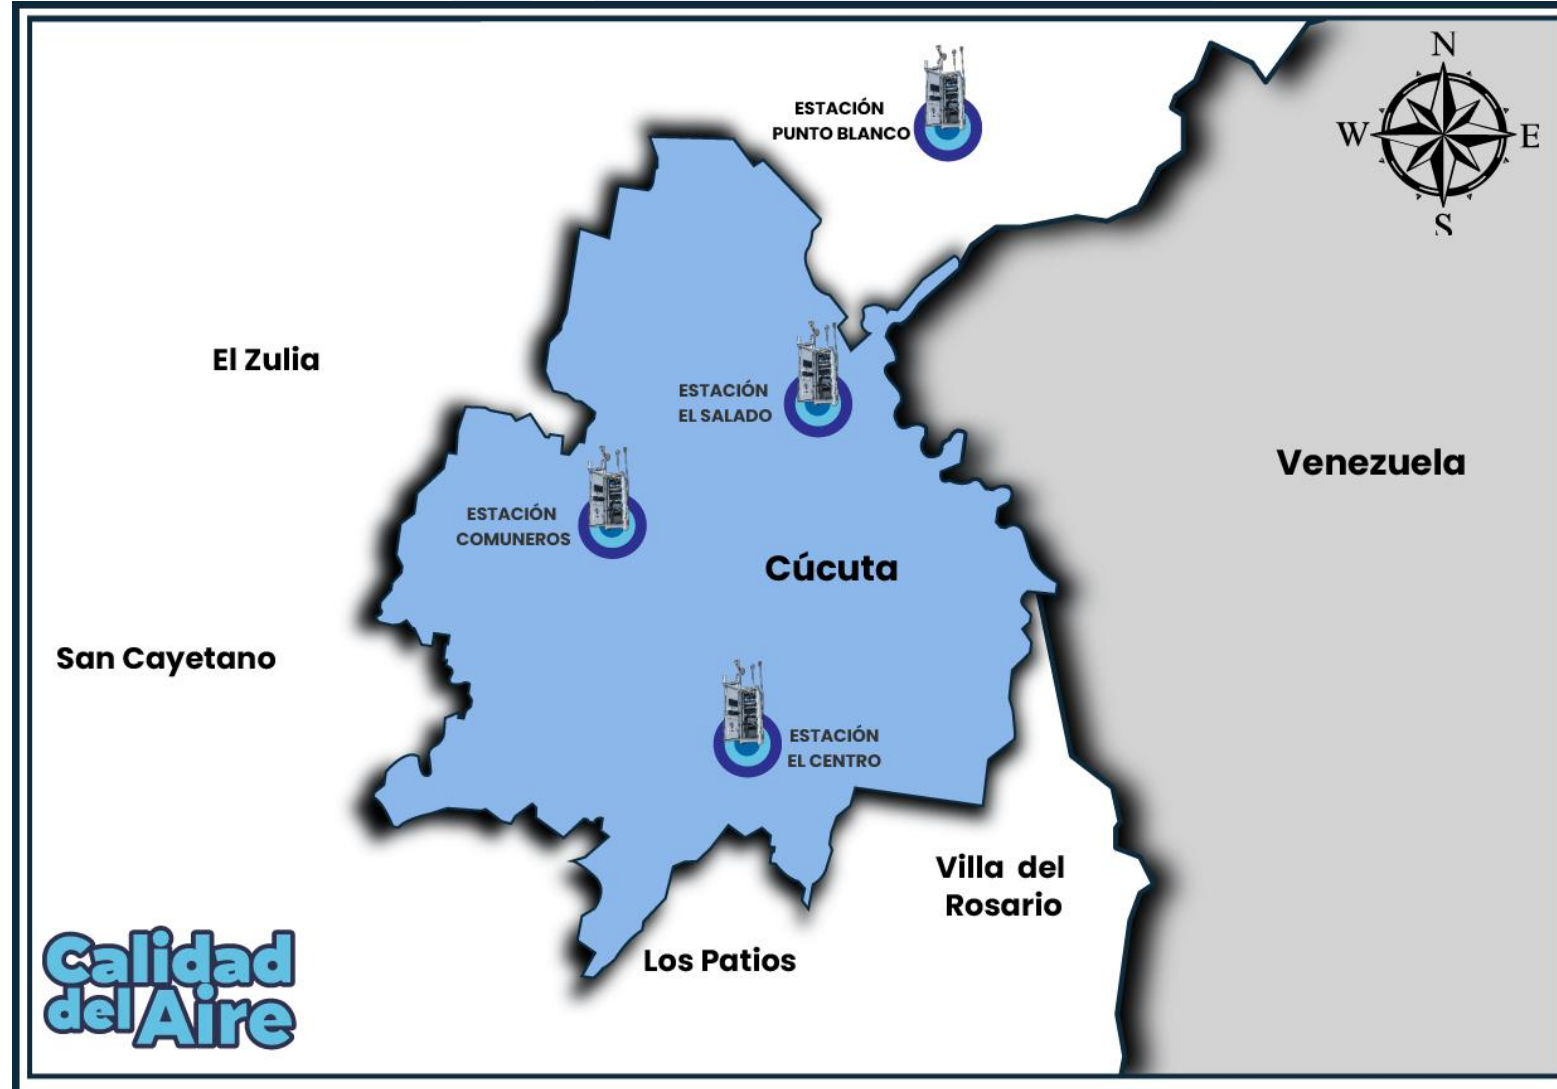 N
W
E
S
ESTACIÓN
PUNTO BLANCO
El Zulia
ESTACIÓN
EL SALADO
Venezuela
ESTACIÓN
COMUNEROS
Cúcuta
San Cayetano
ESTACIÓN
EL CENTRO
Villa del
Rosario
Los Patios
Calidad
del Aire